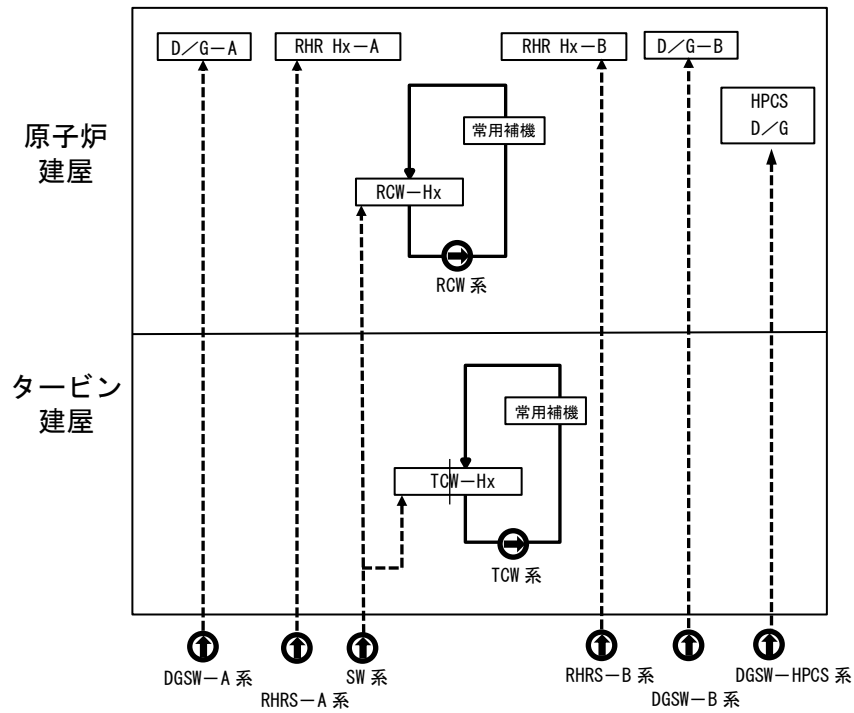 D／G－A
RHR Hx－A
RHR Hx－B
D／G－B
HPCS
D／G
常用補機
原子炉
建屋
RCW－Hx
RCW 系
タービン
建屋
常用補機
TCW－Hx
TCW 系
DGSW－A 系
RHRS－A 系
SW 系
RHRS－B 系
DGSW－B 系
DGSW－HPCS 系